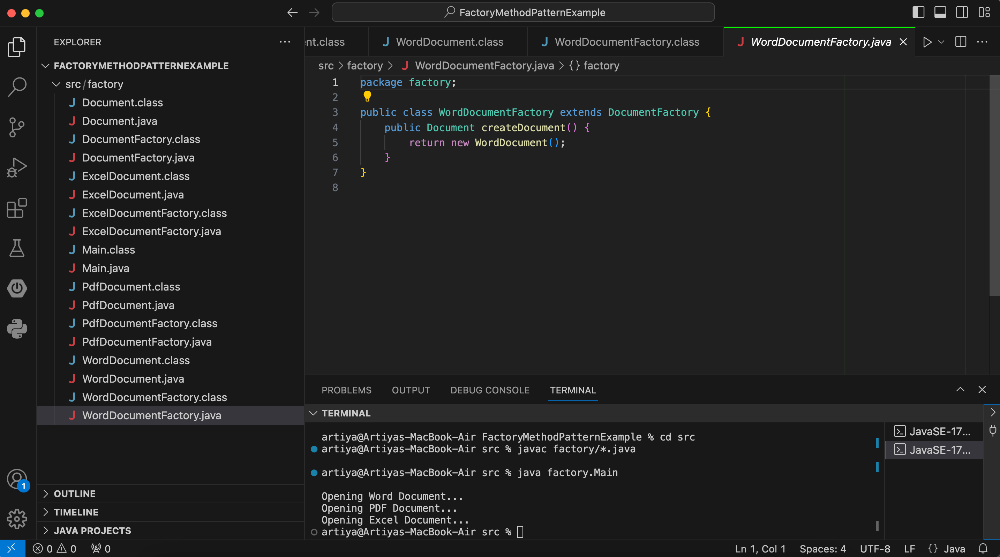 FactoryMethodPatternExample
EXPLORER
FACTORYMETHODPATTERNEXAMPLE
src/factory
Document.class
Document.java
DocumentFactory.class
DocumentFactory.java
ExcelDocument.class
ExcelDocument.java
ExcelDocumentFactory.class
ExcelDocumentFactory.java
Main.class
Main.java
PdfDocument.class
PdfDocument.java
PdfDocumentFactory.class
PdfDocumentFactory.java
WordDocument.class
WordDocument.java
WordDocumentFactory.class
WordDocumentFactory.java
OUTLINE
TIMELINE
JAVA PROJECTS
1
nt.class WordDocument.class WordDocumentFactory.class WordDocumentFactory.java
src > factory > WordDocumentFactory.java > {} factory
1 package factory;
2
3 public class WordDocumentFactory extends DocumentFactory {
4     public Document createDocument() {
5         return new WordDocument();
6     }
7 }
8
PROBLEMS OUTPUT DEBUG CONSOLE TERMINAL
TERMINAL
artiya@Artiyas-MacBook-Air FactoryMethodPatternExample % cd src
artiya@Artiyas-MacBook-Air src % javac factory/*.java
artiya@Artiyas-MacBook-Air src % java factory.Main
Opening Word Document...
Opening PDF Document...
Opening Excel Document...
artiya@Artiyas-MacBook-Air src %
JavaSE-17...
JavaSE-17...
0 0 0 Ln 1, Col 1 Spaces: 4 UTF-8 LF {} Java